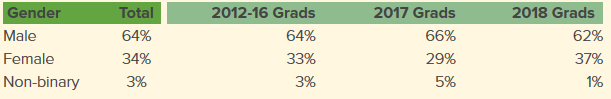 Gender Total 2012-16 Grads 2017 Grads 2018 Grads
Male 64% 64% 66% 62%
Female 34% 33% 29% 37%
Non-binary 3% 3% 5% 1%